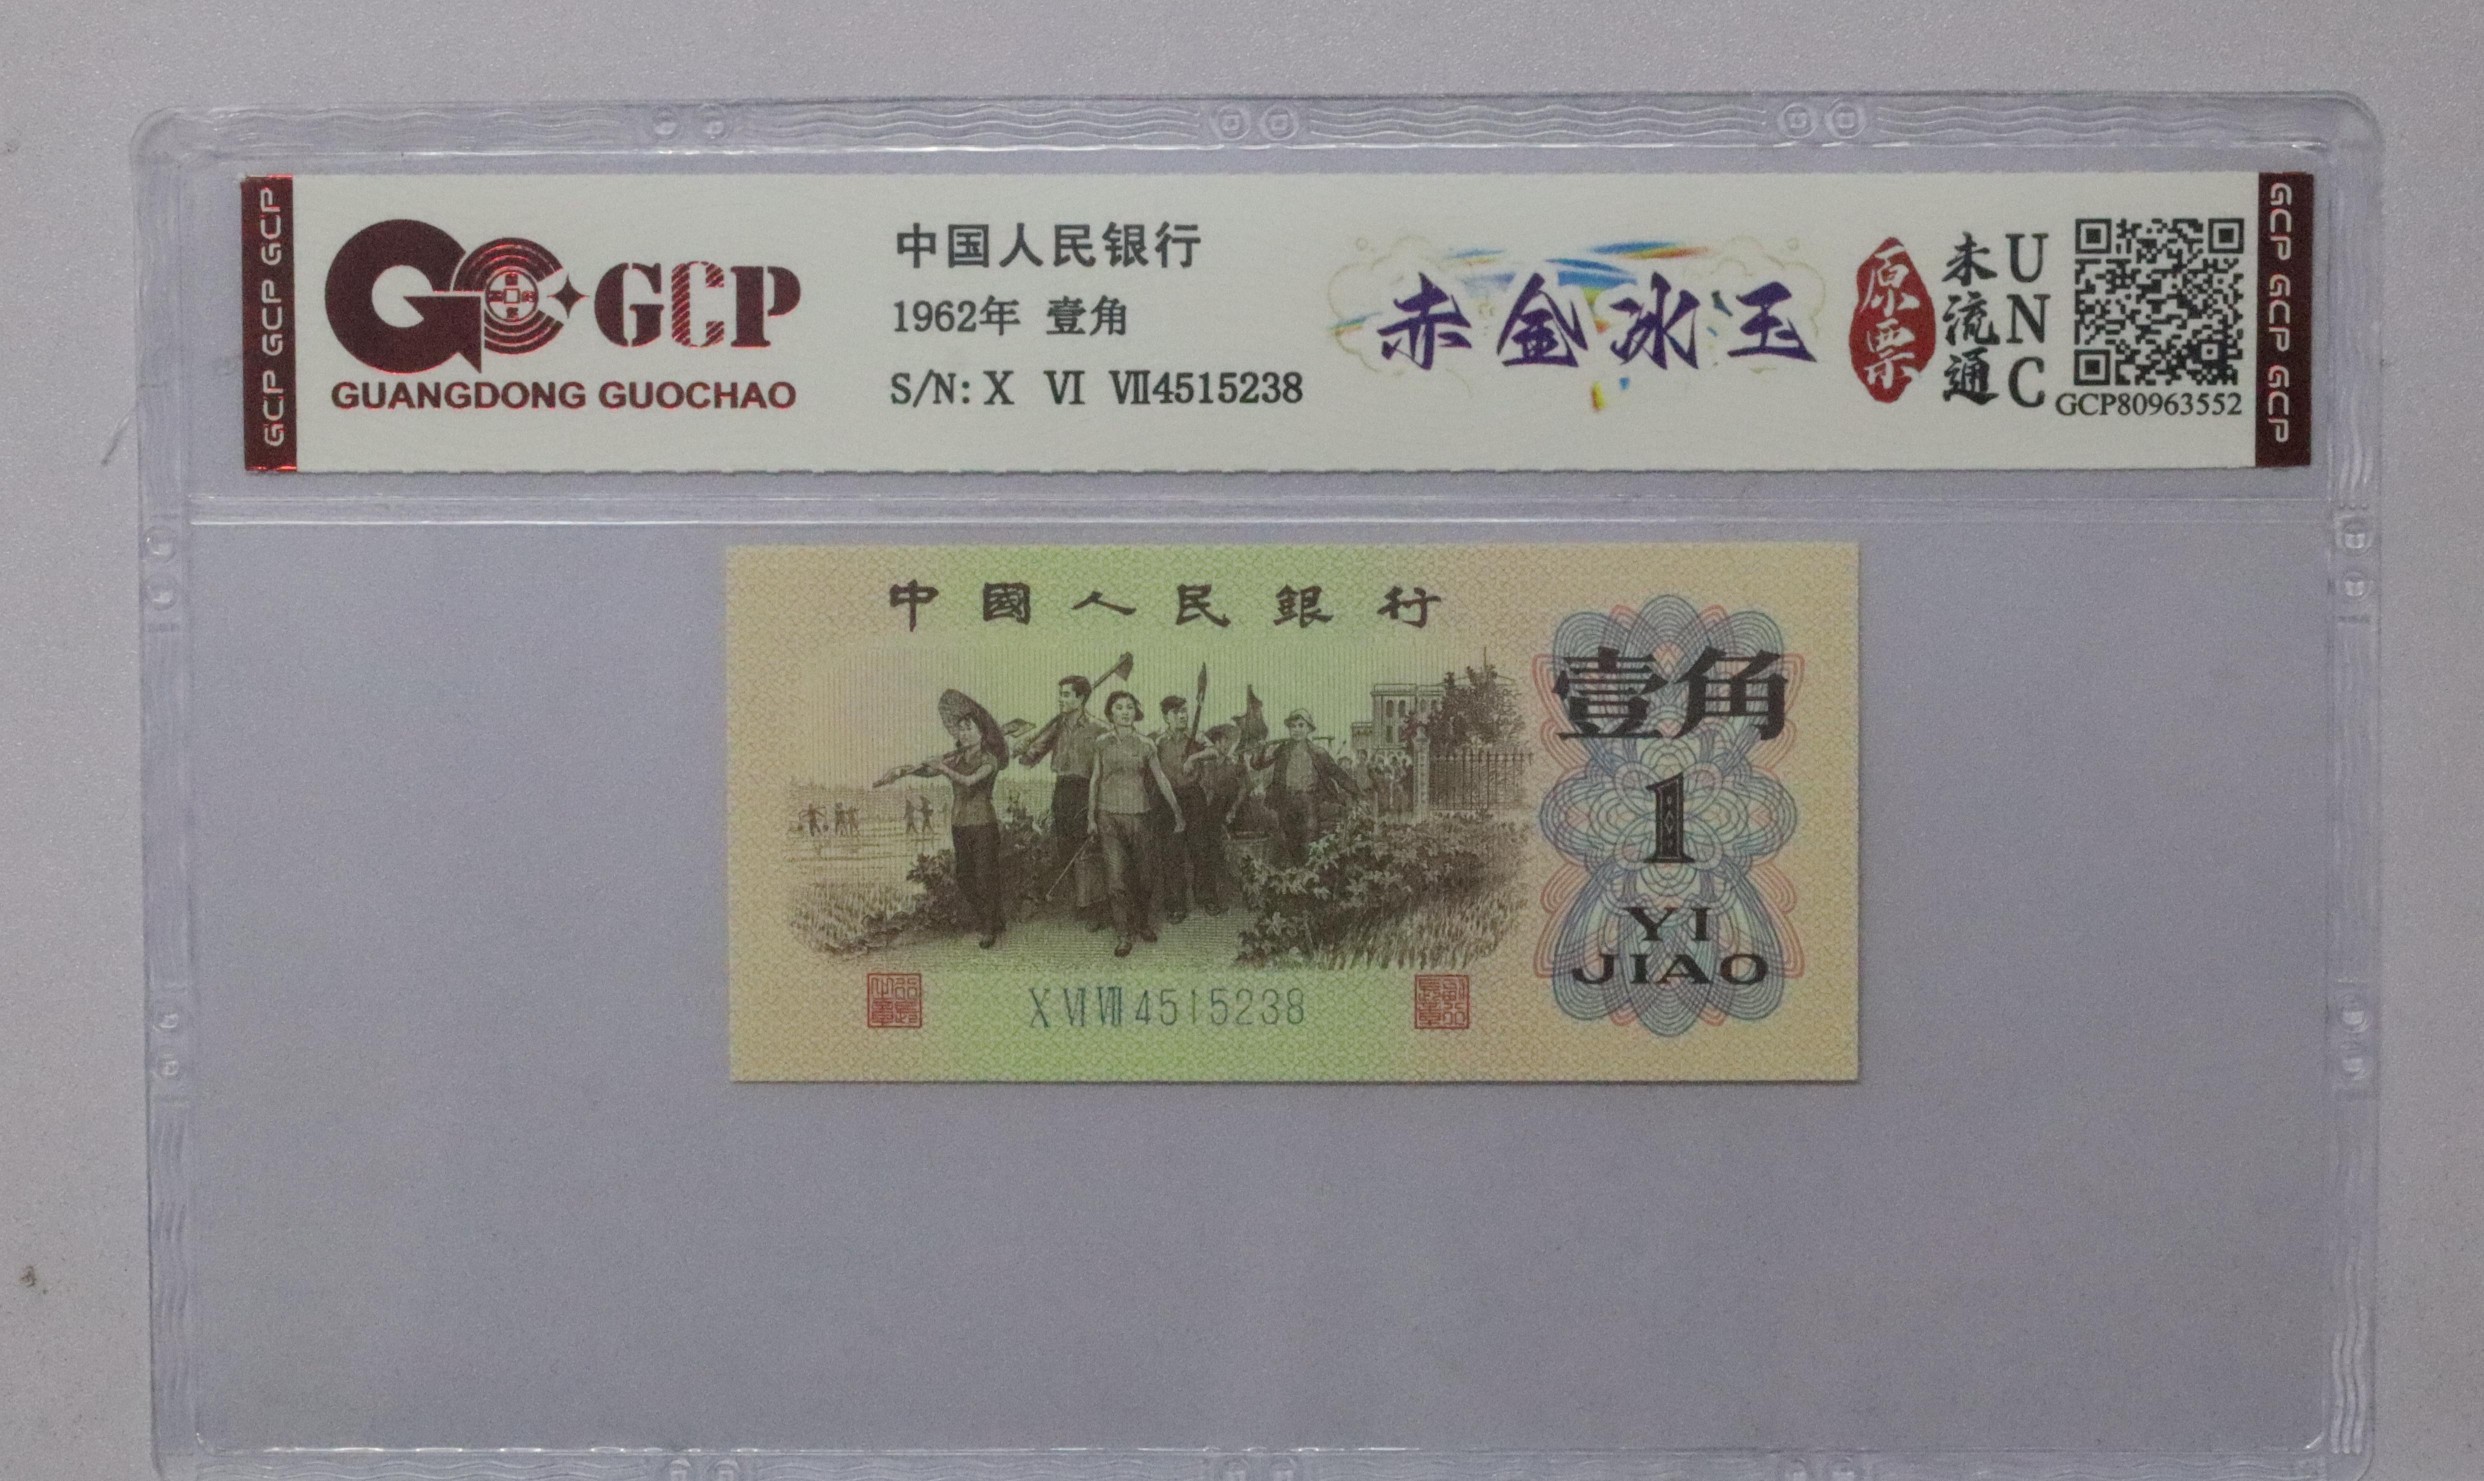 GCP GCP GCP
GCP
GUANGDONG GUOCHAO
中国人民银行
1962年 壹角
S/N: X VI VII4515238
赤金冰玉
原票
未流通
UNC
GCP80963552
GCP GCP GCP
中國人民銀行
壹角
1
YI
JIAO
X VI VII 4515238